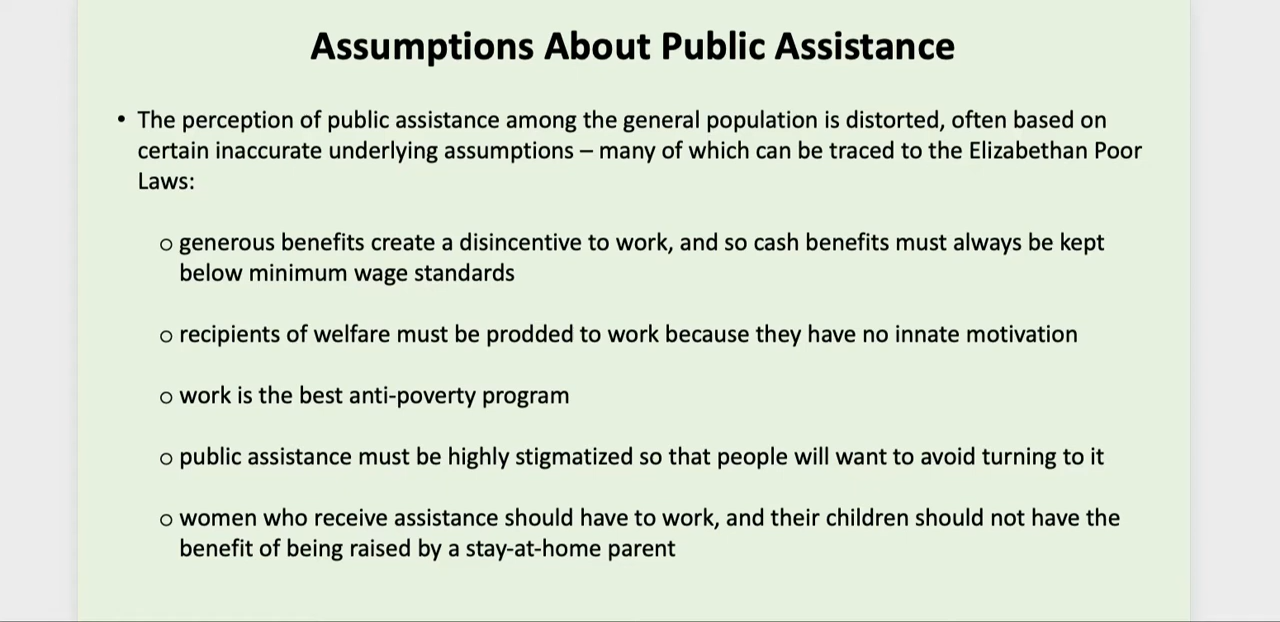 Assumptions About Public Assistance
• The perception of public assistance among the general population is distorted, often based on
certain inaccurate underlying assumptions – many of which can be traced to the Elizabethan Poor
Laws:
o generous benefits create a disincentive to work, and so cash benefits must always be kept
below minimum wage standards
o recipients of welfare must be prodded to work because they have no innate motivation
o work is the best anti-poverty program
o public assistance must be highly stigmatized so that people will want to avoid turning to it
o women who receive assistance should have to work, and their children should not have the
benefit of being raised by a stay-at-home parent